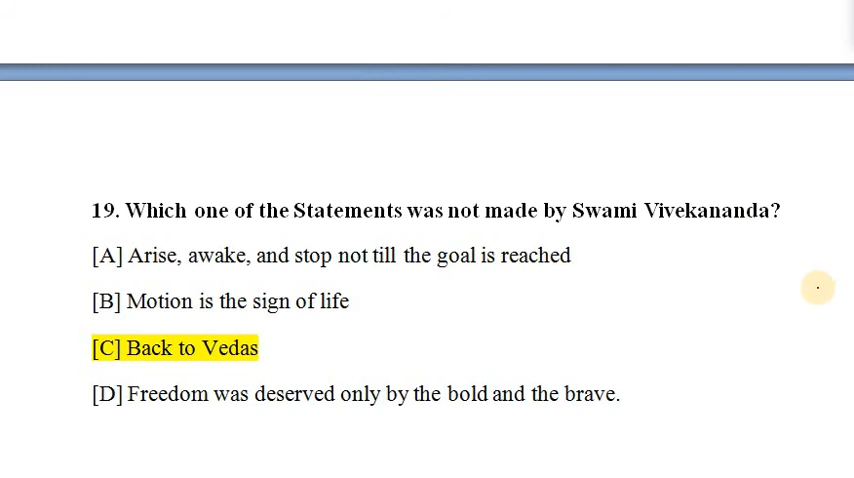 19. Which one of the Statements was not made by Swami Vivekananda?
[A] Arise, awake, and stop not till the goal is reached
[B] Motion is the sign of life
[C] Back to Vedas
[D] Freedom was deserved only by the bold and the brave.